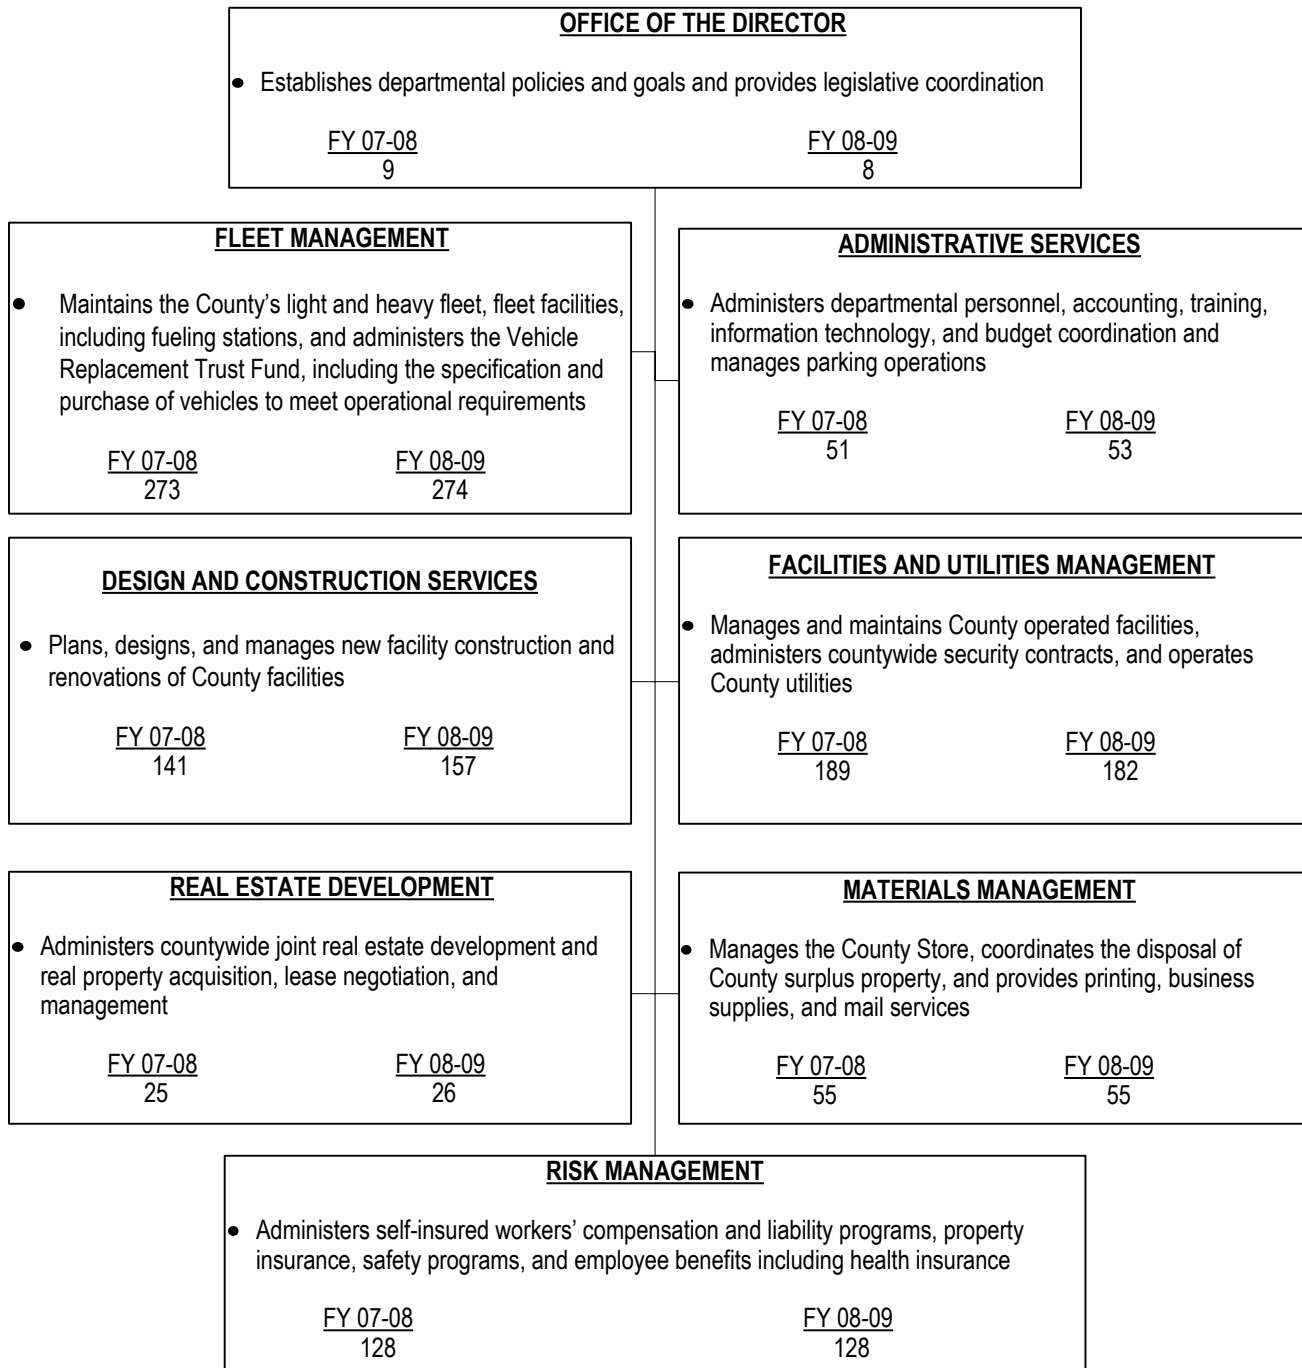 OFFICE OF THE DIRECTOR
• Establishes departmental policies and goals and provides legislative coordination
FY 07-08 FY 08-09
9 8
FLEET MANAGEMENT
• Maintains the County’s light and heavy fleet, fleet facilities,
including fueling stations, and administers the Vehicle
Replacement Trust Fund, including the specification and
purchase of vehicles to meet operational requirements
FY 07-08 FY 08-09
273 274
ADMINISTRATIVE SERVICES
• Administers departmental personnel, accounting, training,
information technology, and budget coordination and
manages parking operations
FY 07-08 FY 08-09
51 53
DESIGN AND CONSTRUCTION SERVICES
• Plans, designs, and manages new facility construction and
renovations of County facilities
FY 07-08 FY 08-09
141 157
FACILITIES AND UTILITIES MANAGEMENT
• Manages and maintains County operated facilities,
administers countywide security contracts, and operates
County utilities
FY 07-08 FY 08-09
189 182
REAL ESTATE DEVELOPMENT
• Administers countywide joint real estate development and
real property acquisition, lease negotiation, and
management
FY 07-08 FY 08-09
25 26
MATERIALS MANAGEMENT
• Manages the County Store, coordinates the disposal of
County surplus property, and provides printing, business
supplies, and mail services
FY 07-08 FY 08-09
55 55
RISK MANAGEMENT
• Administers self-insured workers’ compensation and liability programs, property
insurance, safety programs, and employee benefits including health insurance
FY 07-08 FY 08-09
128 128